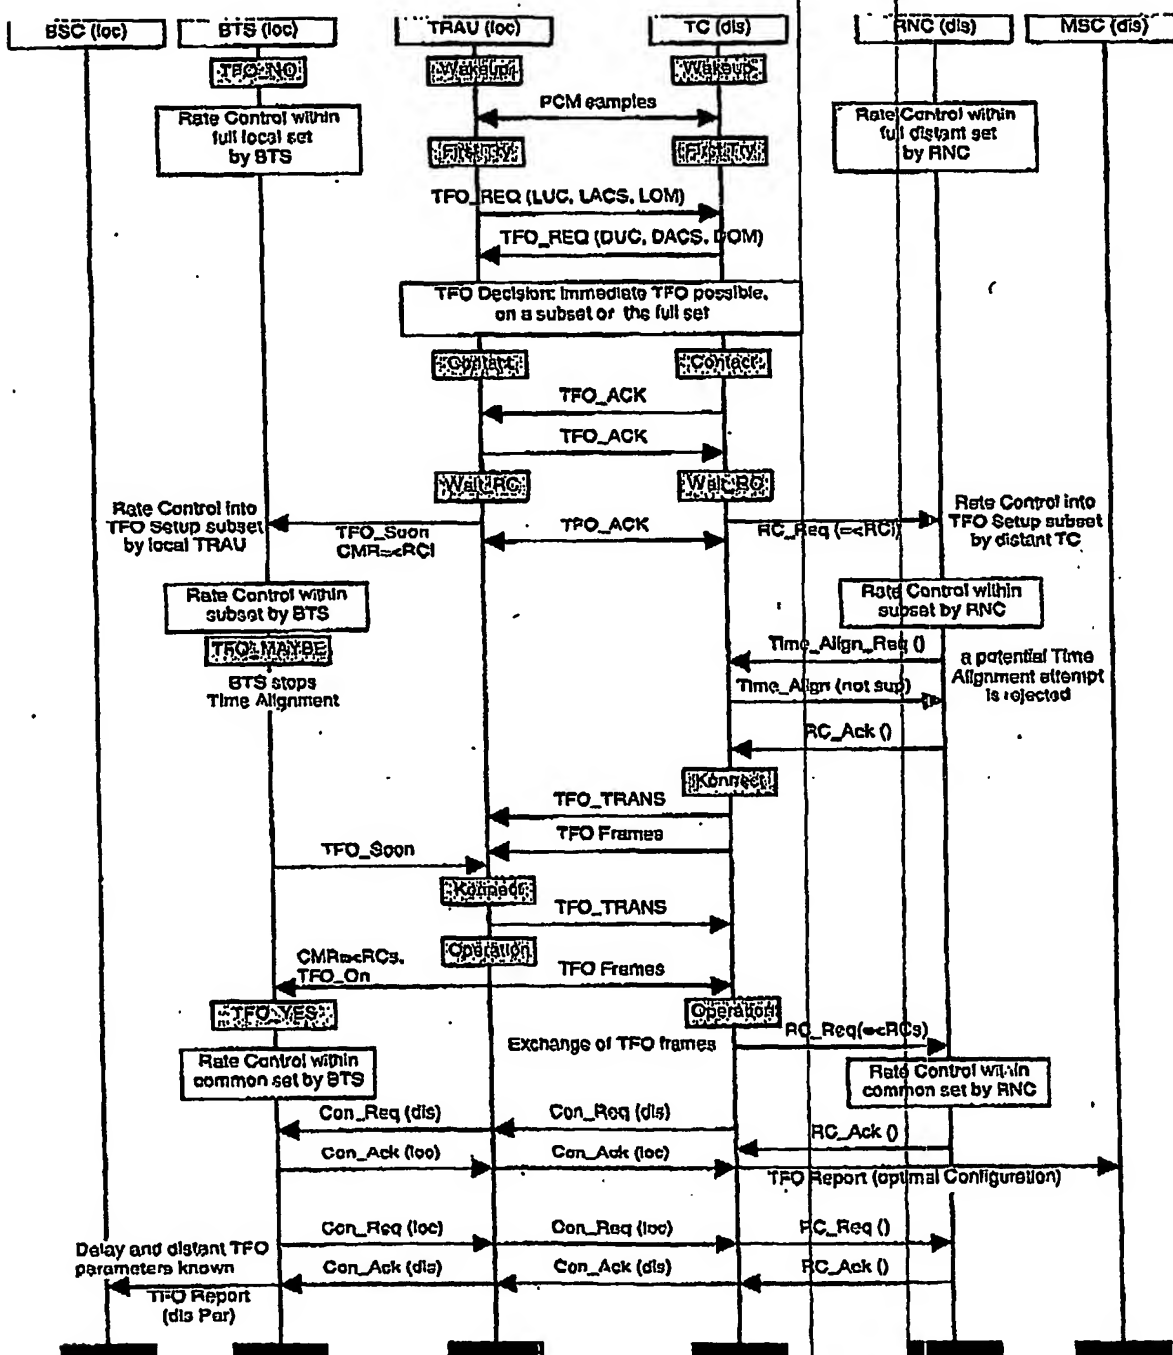 BSC (loc)
BTS (loc)
TRAU (loc)
TC (dis)
RNC (dis)
MSC (dis)
TFO_NO
Wakeup
Wakeup
PCM samples
Rate Control within
full local set
by BTS
Rate Control within
full distant set
by RNC
First Try
First Try
TFO_REQ (LUC, LACS, LOM)
TFO_REQ (DUC, DACS, DOM)
TFO Decision: Immediate TFO possible,
on a subset or the full set
Contact
Contact
TFO_ACK
TFO_ACK
Wait_RC
Wait_RC
Rate Control into
TFO Setup subset
by local TRAU
TFO_Soon
CMR=<RCi
TFO_ACK
RC_Req (=<RCi)
Rate Control into
TFO Setup subset
by distant TC
Rate Control within
subset by BTS
Rate Control within
subset by RNC
TFO_MAYBE
BTS stops
Time Alignment
Time_Align_Req ()
Time_Align (not sup)
a potential Time
Alignment attempt
is rejected
RC_Ack ()
Konnect
TFO_TRANS
TFO Frames
TFO_Soon
Konnect
TFO_TRANS
Operation
CMR=<RCs,
TFO_On
TFO Frames
TFO_YES
Operation
Exchange of TFO frames
RC_Req(=<RCs)
Rate Control within
common set by BTS
Rate Control within
common set by RNC
Con_Req (dis)
Con_Req (dis)
RC_Ack ()
Con_Ack (loc)
Con_Ack (loc)
TFO Report (optimal Configuration)
Con_Req (loc)
Con_Req (loc)
RC_Req ()
Delay and distant TFO
parameters known
Con_Ack (dis)
Con_Ack (dis)
RC_Ack ()
TFO Report
(dis Par)